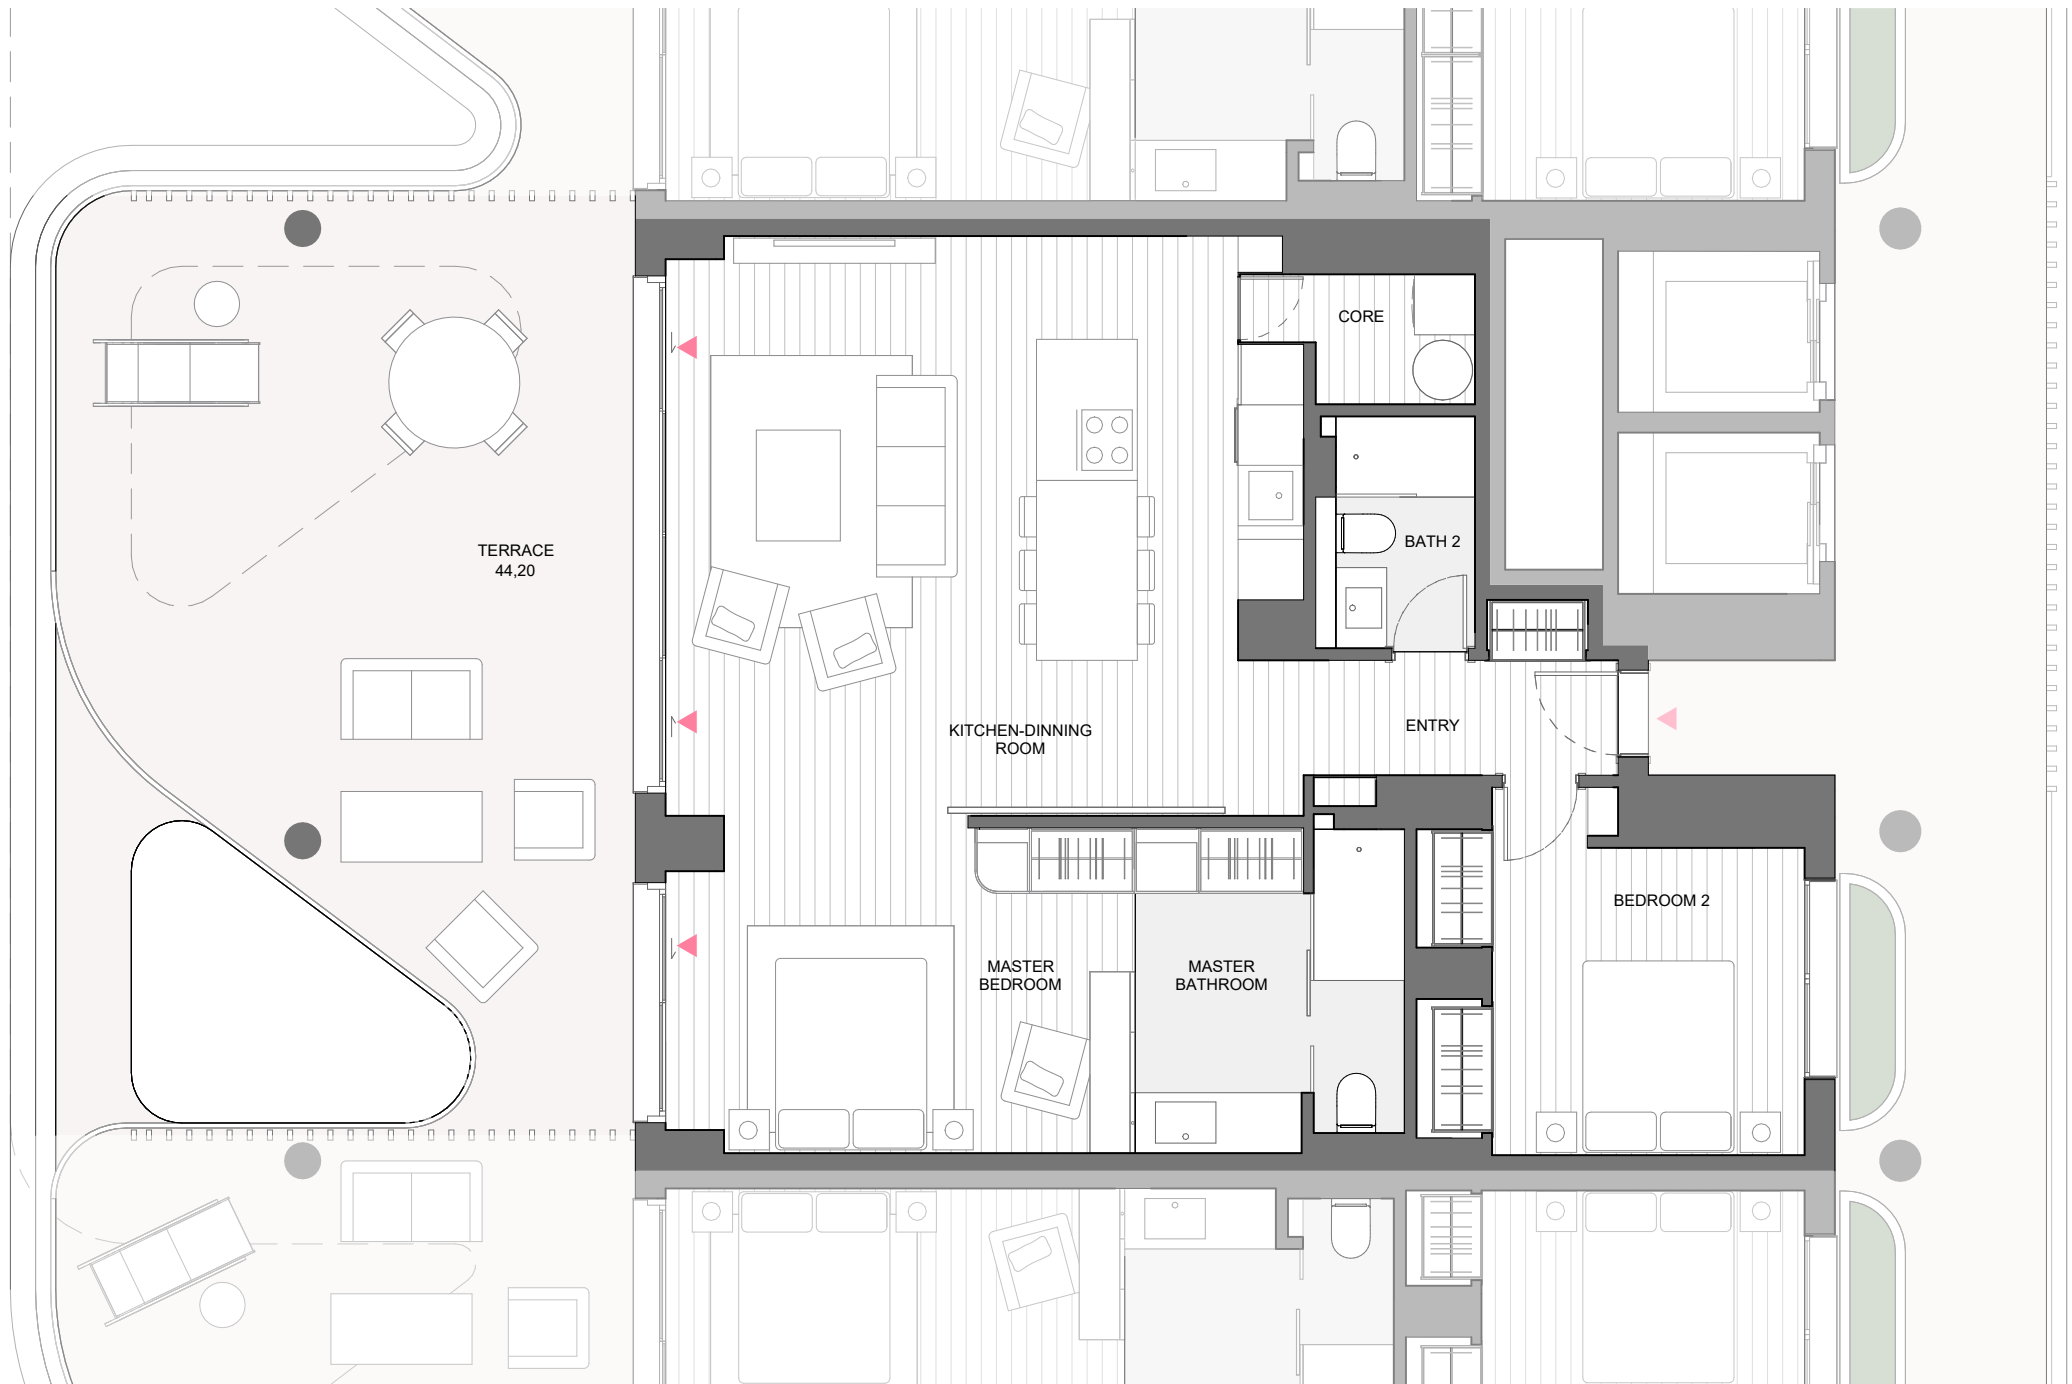 CORE
TERRACE
44,20
BATH 2
KITCHEN-DINNING
ROOM
ENTRY
BEDROOM 2
MASTER
BEDROOM
MASTER
BATHROOM